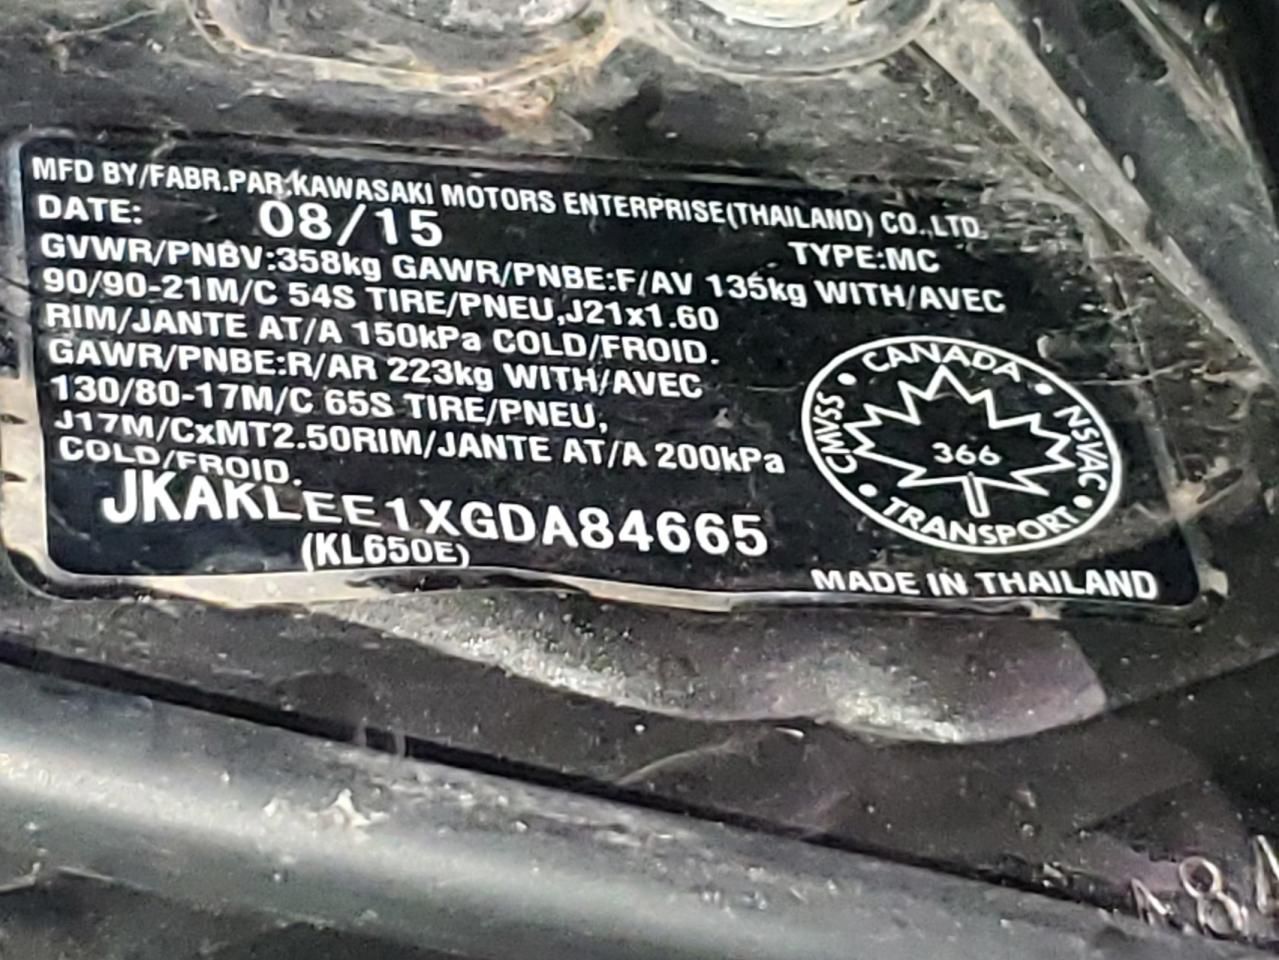 MFD BY/FABR.PAR:KAWASAKI MOTORS ENTERPRISE(THAILAND) CO.,LTD.
DATE: 08/15 TYPE:MC
GVWR/PNBV:358kg GAWR/PNBE:F/AV 135kg WITH/AVEC
90/90-21M/C 54S TIRE/PNEU,J21x1.60
RIM/JANTE AT/A 150kPa COLD/FROID.
GAWR/PNBE:R/AR 223kg WITH/AVEC
130/80-17M/C 65S TIRE/PNEU,
J17M/CxMT2.50RIM/JANTE AT/A 200kPa
COLD/FROID.
JKAKLEE1XGDA84665
(KL650E)
CANADA
CMVSS
366
NSVAC
TRANSPORT
MADE IN THAILAND